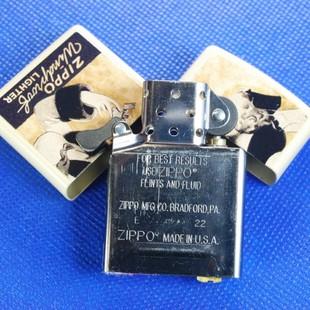 ZIPPO
Windproof
LIGHTER
FOR BEST RESULTS
USE ZIPPO®
FLINTS AND FLUID
ZIPPO MFG. CO. BRADFORD, PA.
E 22
ZIPPO® MADE IN U.S.A.